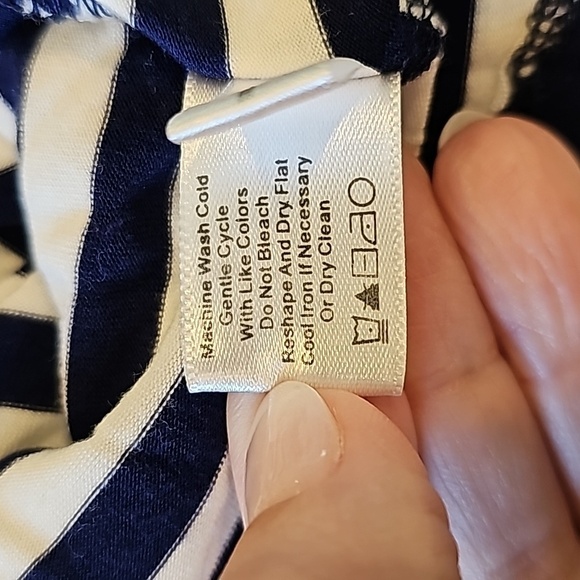 Machine Wash Cold
Gentle Cycle
With Like Colors
Do Not Bleach
Reshape And Dry Flat
Cool Iron If Necessary
Or Dry Clean